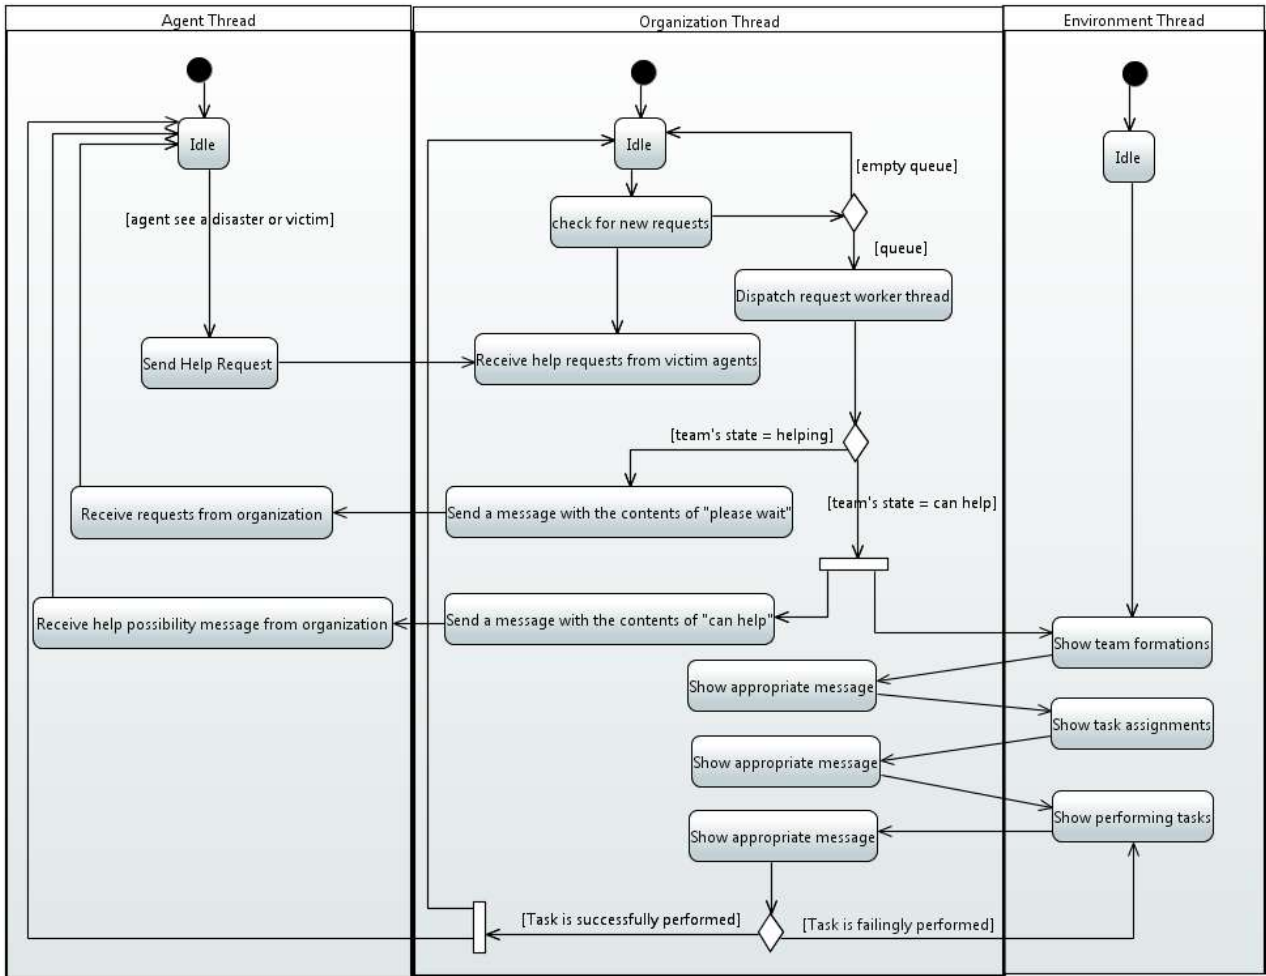 Agent Thread
Organization Thread
Environment Thread
Idle
Idle
Idle
[empty queue]
[agent see a disaster or victim]
check for new requests
[queue]
Dispatch request worker thread
Send Help Request
Receive help requests from victim agents
[team's state = helping]
[team's state = can help]
Receive requests from organization
Send a message with the contents of "please wait"
Receive help possibility message from organization
Send a message with the contents of "can help"
Show team formations
Show appropriate message
Show task assignments
Show appropriate message
Show performing tasks
Show appropriate message
[Task is successfully performed]
[Task is failingly performed]